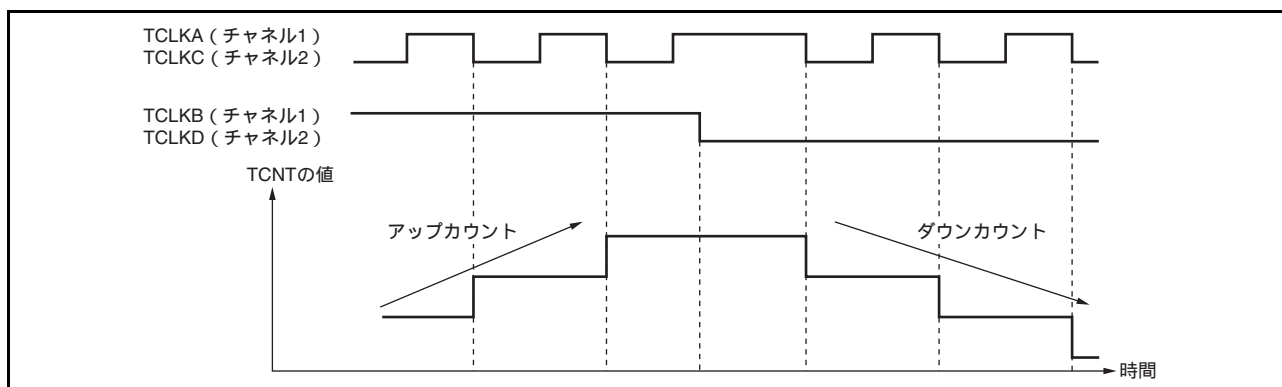 TCLKA(チャネル1)
TCLKC(チャネル2)
TCLKB(チャネル1)
TCLKD(チャネル2)
TCNTの値
アップカウント
ダウンカウント
時間